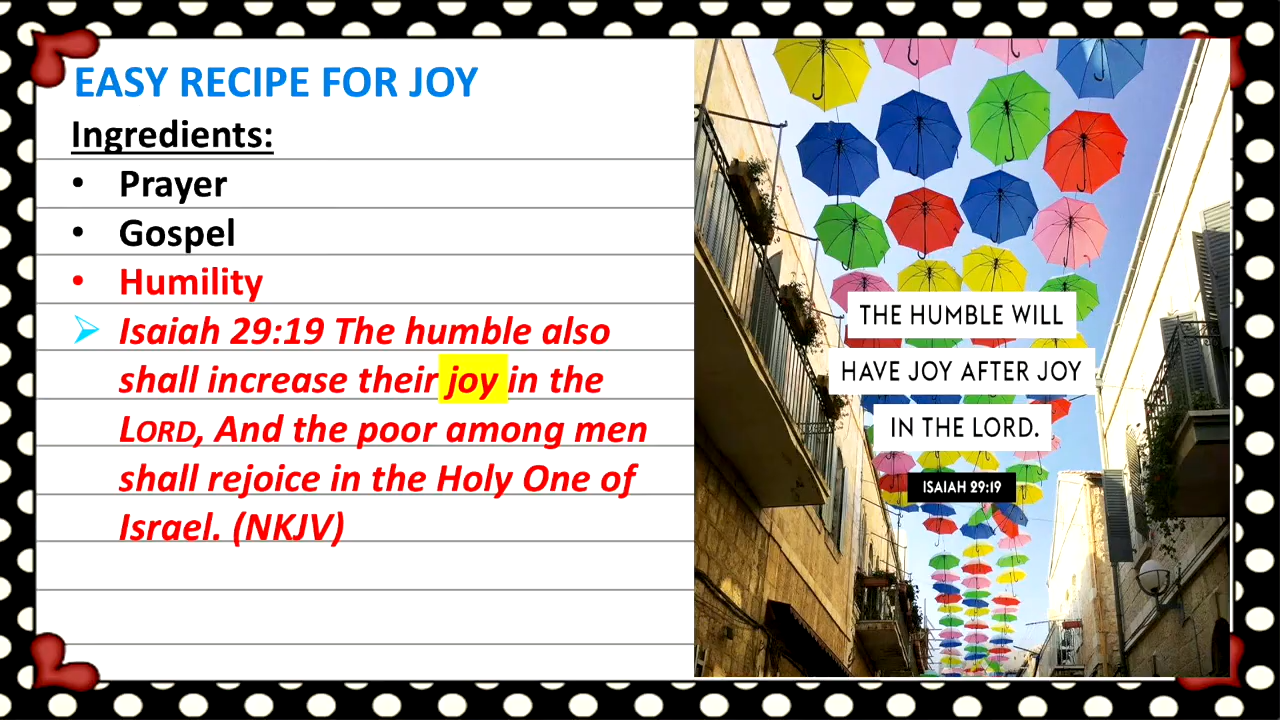 EASY RECIPE FOR JOY
Ingredients:
• Prayer
• Gospel
• Humility
➢ Isaiah 29:19 The humble also
shall increase their joy in the
LORD, And the poor among men
shall rejoice in the Holy One of
Israel. (NKJV)
THE HUMBLE WILL
HAVE JOY AFTER JOY
IN THE LORD.
ISAIAH 29:19